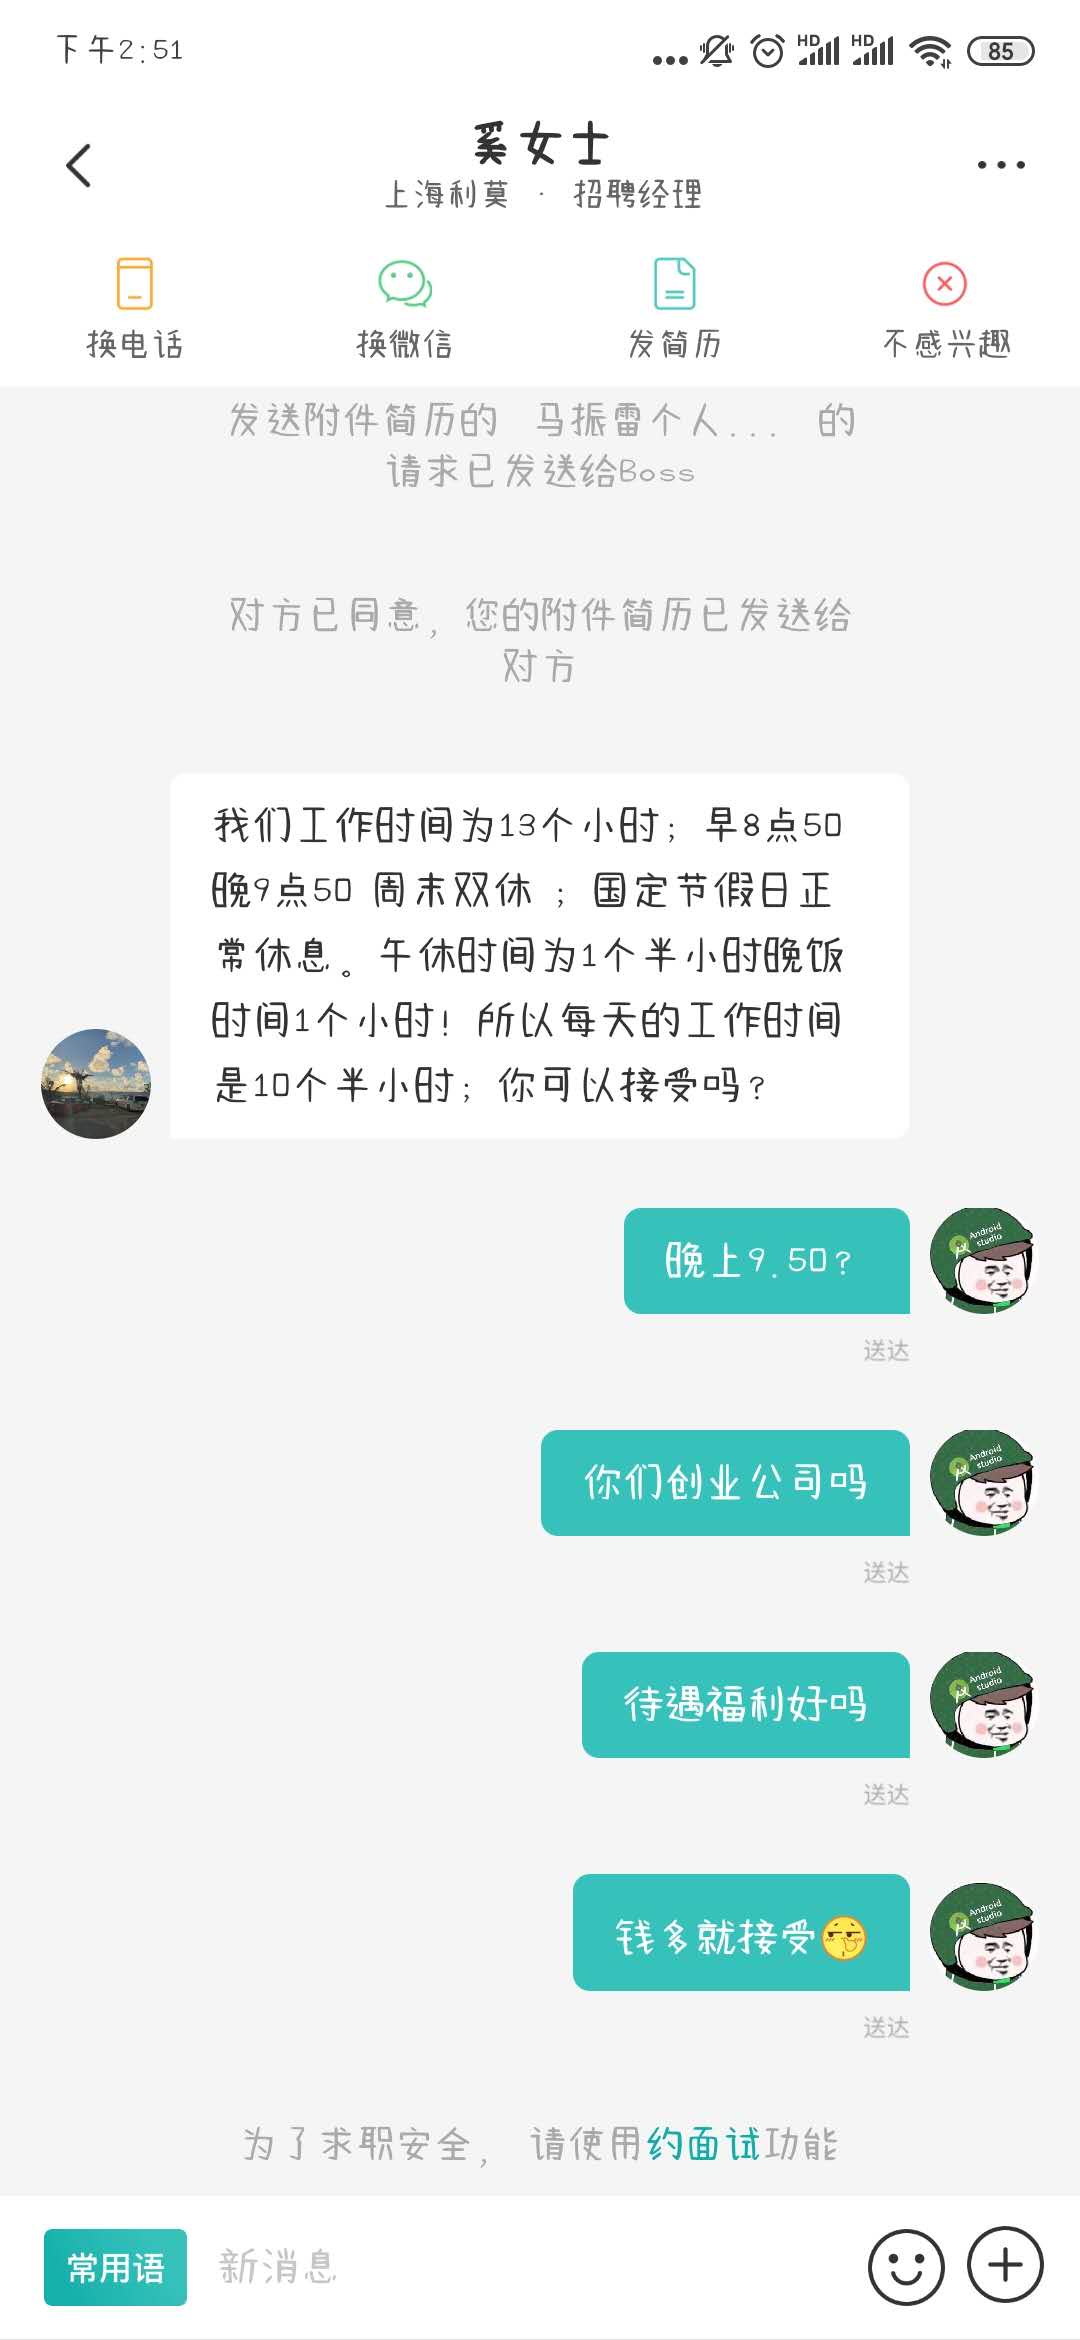 下午2:51
HD HD 85
奚女士
上海利莫 · 招聘经理
换电话 换微信 发简历 不感兴趣
发送附件简历的 马振雷个人... 的
请求已发送给Boss
对方已同意，您的附件简历已发送给
对方
我们工作时间为13个小时；早8点50
晚9点50 周末双休 ；国定节假日正
常休息。午休时间为1个半小时晚饭
时间1个小时！所以每天的工作时间
是10个半小时；你可以接受吗？
晚上9.50？
Android
studio
送达
你们创业公司吗
Android
studio
送达
待遇福利好吗
Android
studio
送达
钱多就接受
Android
studio
送达
为了求职安全， 请使用约面试功能
常用语 新消息